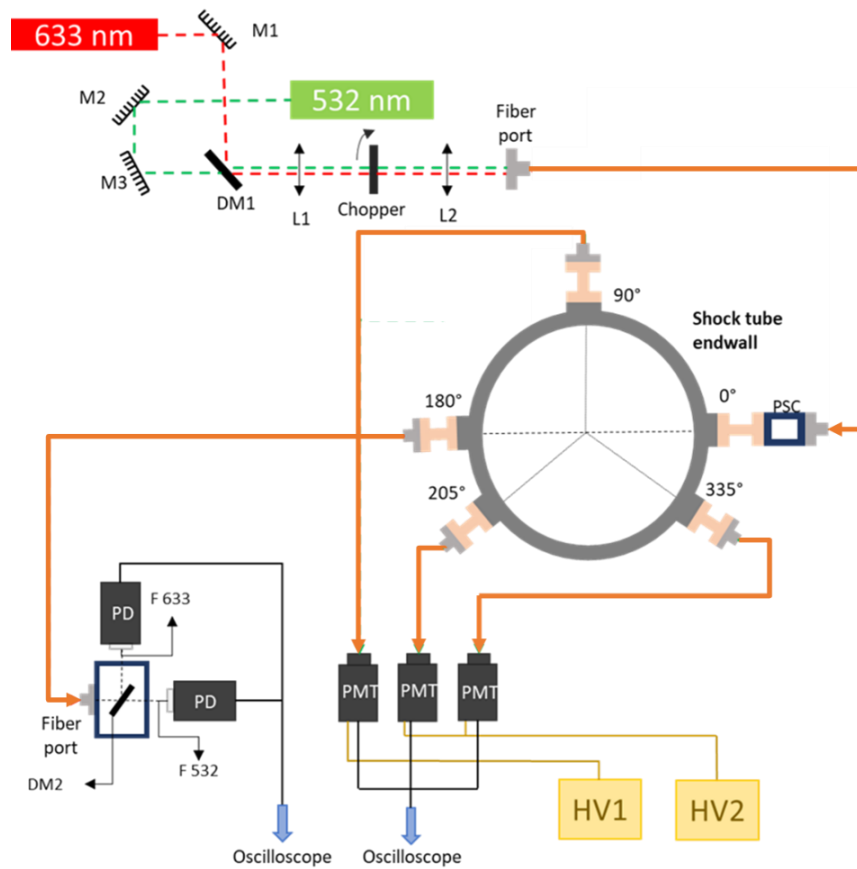 633 nm
M1
M2
532 nm
Fiber
port
M3
DM1
L1
Chopper
L2
90°
Shock tube
endwall
180°
0°
PSC
205°
335°
PD
F 633
PMT
PMT
PMT
PD
Fiber
port
F 532
DM2
HV1
HV2
Oscilloscope
Oscilloscope